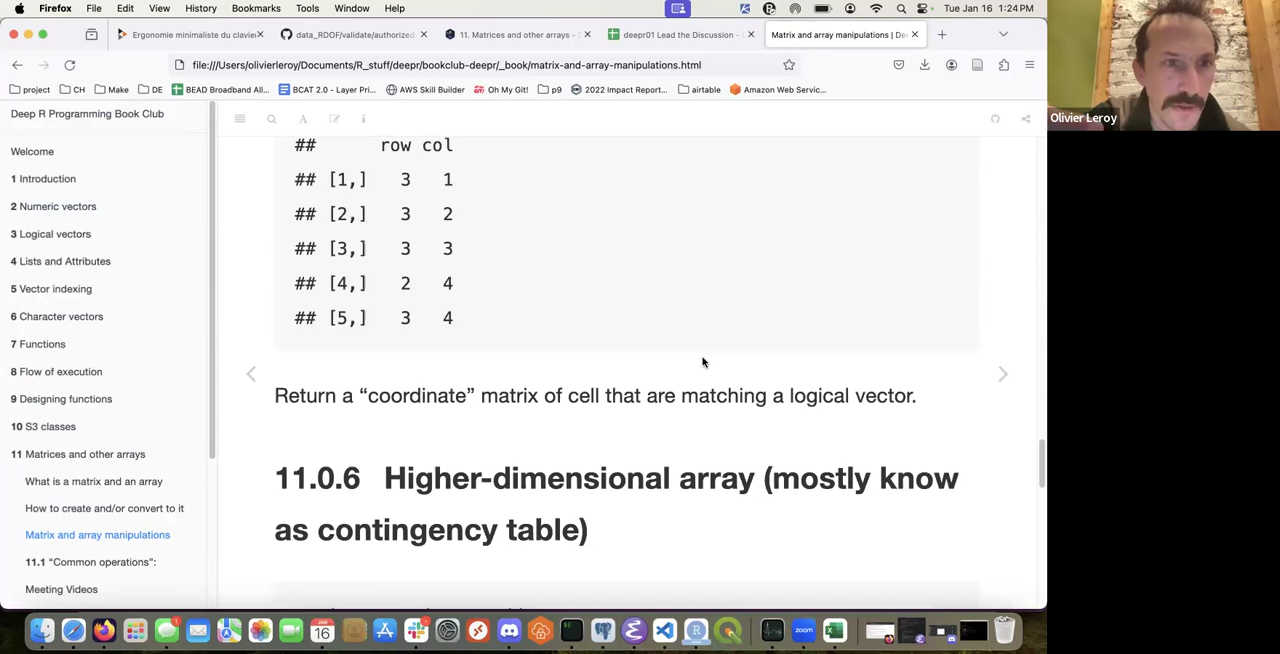 Firefox File Edit View History Bookmarks Tools Window Help
Tue Jan 16 1:24 PM
Ergonomie minimaliste du clavier
data_RDOF/validate/authorized
11. Matrices and other arrays -
deepr01 Lead the Discussion -
Matrix and array manipulations | De
file:///Users/olivierleroy/Documents/R_stuff/deepr/bookclub-deepr/_book/matrix-and-array-manipulations.html
project CH Make DE BEAD Broadband All... BCAT 2.0 - Layer Pri... AWS Skill Builder Oh My Git! p9 2022 Impact Report... airtable Amazon Web Servic...
Deep R Programming Book Club
Welcome
1 Introduction
2 Numeric vectors
3 Logical vectors
4 Lists and Attributes
5 Vector indexing
6 Character vectors
7 Functions
8 Flow of execution
9 Designing functions
10 S3 classes
11 Matrices and other arrays
What is a matrix and an array
How to create and/or convert to it
Matrix and array manipulations
11.1 “Common operations”:
Meeting Videos
## row col
## [1,] 3 1
## [2,] 3 2
## [3,] 3 3
## [4,] 2 4
## [5,] 3 4
Return a “coordinate” matrix of cell that are matching a logical vector.
11.0.6 Higher-dimensional array (mostly know
as contingency table)
Olivier Leroy
JAN
16
zoom